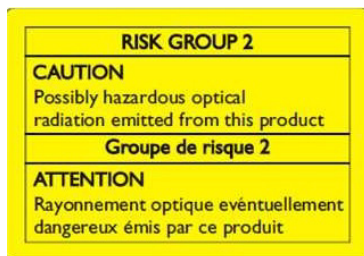 RISK GROUP 2
CAUTION
Possibly hazardous optical
radiation emitted from this product
Groupe de risque 2
ATTENTION
Rayonnement optique evéntuellement
dangereux émis par ce produit